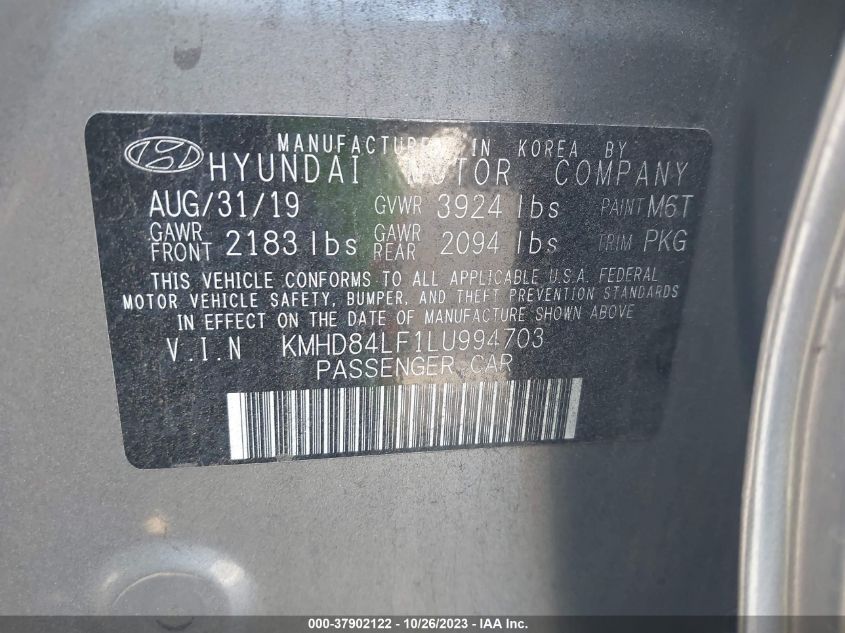 MANUFACTURED IN KOREA BY
HYUNDAI MOTOR COMPANY
AUG/31/19 GVWR 3924 lbs PAINT M6T
GAWR FRONT 2183 lbs GAWR REAR 2094 lbs TRIM PKG
THIS VEHICLE CONFORMS TO ALL APPLICABLE U.S.A. FEDERAL
MOTOR VEHICLE SAFETY, BUMPER, AND THEFT PREVENTION STANDARDS
IN EFFECT ON THE DATE OF MANUFACTURE SHOWN ABOVE
V.I.N KMHD84LF1LU994703
PASSENGER CAR
000-37902122 - 10/26/2023 - IAA Inc.